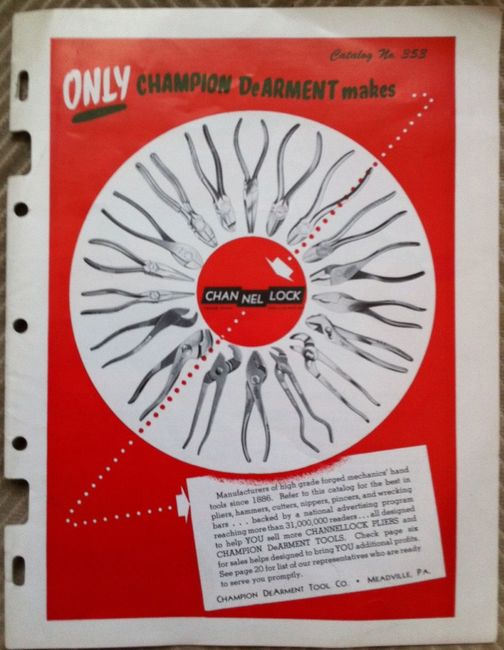 Catalog No. 353
ONLY CHAMPION DeARMENT makes
CHANNELLOCK
Manufacturers of high grade forged mechanics' hand
tools since 1886. Refer to this catalog for the best in
pliers, hammers, cutters, nippers, pincers, and wrecking
bars . . . backed by a national advertising program
reaching more than 31,000,000 readers . . . all designed
to help YOU sell more CHANNELLOCK PLIERS and
CHAMPION DeARMENT TOOLS. Check page six
for sales helps designed to bring YOU additional profits.
See page 20 for list of our representatives who are ready
to serve you promptly.
CHAMPION DEARMENT TOOL CO. • MEADVILLE, PA.